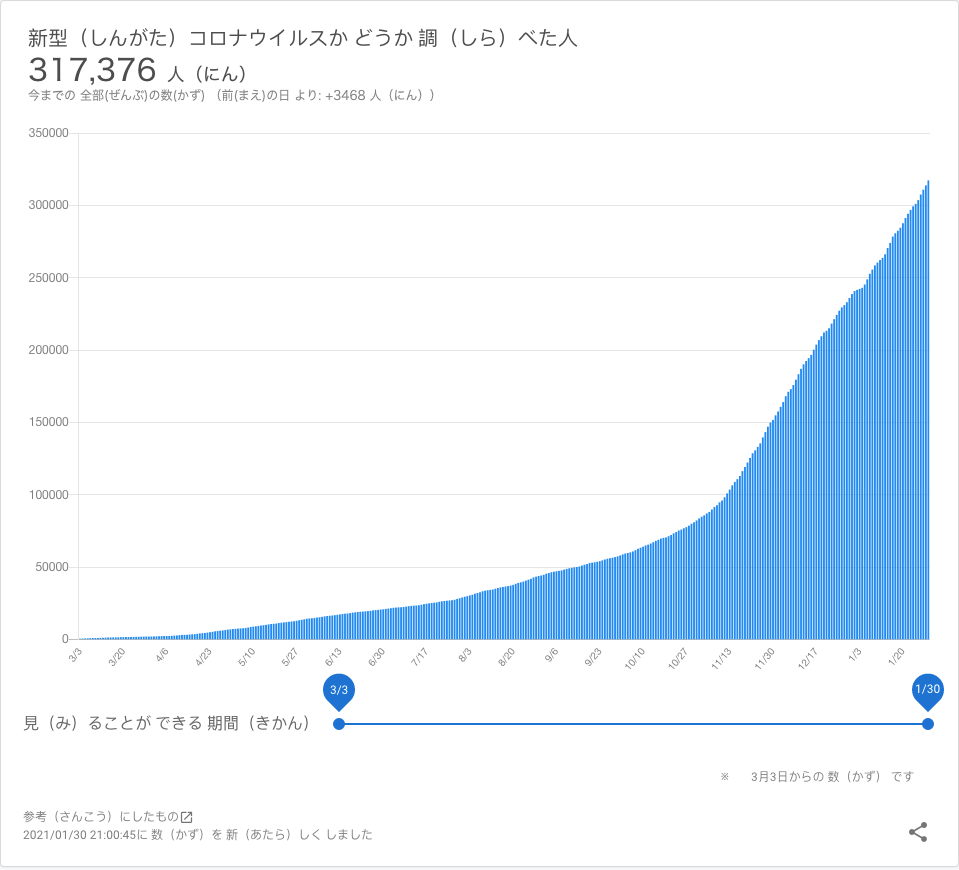 新型（しんがた）コロナウイルスか どうか 調（しら）べた人
317,376 人（にん）
今までの 全部(ぜんぶ)の数(かず) （前(まえ)の日 より: +3468 人（にん））
350000
300000
250000
200000
150000
100000
50000
0
3/3 3/20 4/6 4/23 5/10 5/27 6/13 6/30 7/17 8/3 8/20 9/6 9/23 10/10 10/27 11/13 11/30 12/17 1/3 1/20
3/3 1/30
見（み）ることが できる 期間（きかん）
※ 3月3日からの 数（かず） です
参考（さんこう）にしたもの
2021/01/30 21:00:45に 数（かず）を 新（あたら）しく しました